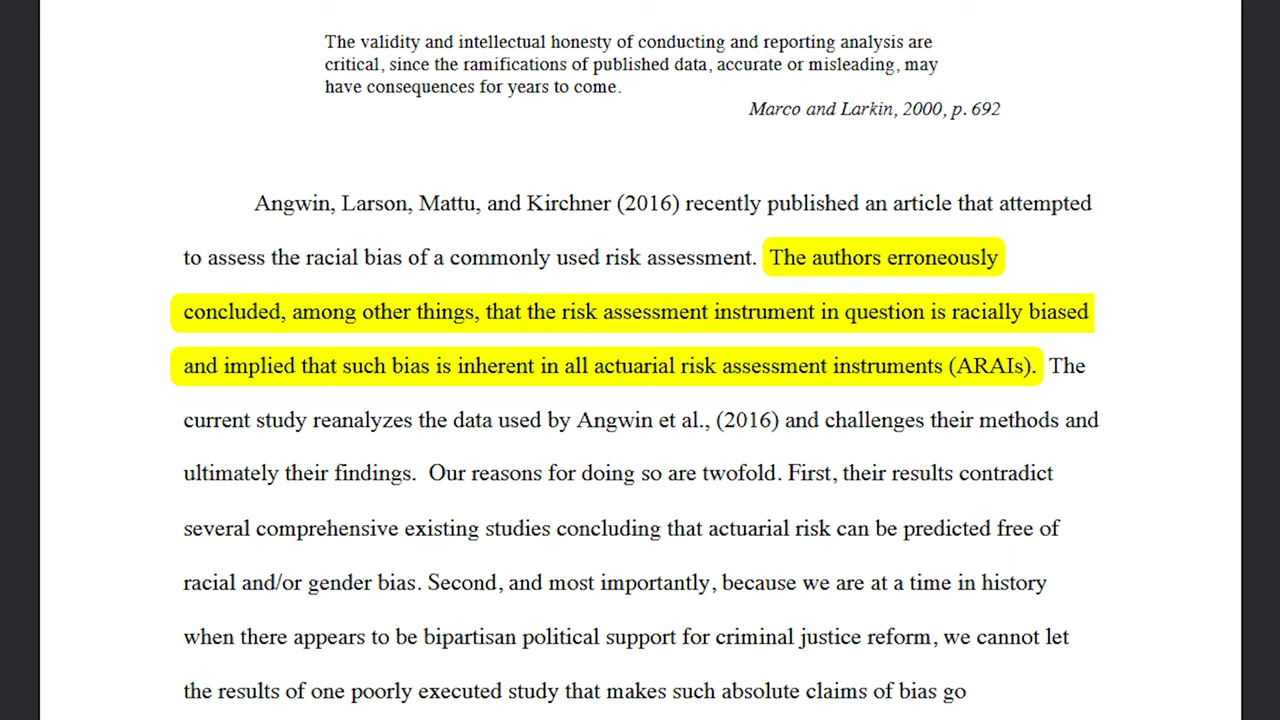 The validity and intellectual honesty of conducting and reporting analysis are
critical, since the ramifications of published data, accurate or misleading, may
have consequences for years to come.
Marco and Larkin, 2000, p. 692
Angwin, Larson, Mattu, and Kirchner (2016) recently published an article that attempted
to assess the racial bias of a commonly used risk assessment. The authors erroneously
concluded, among other things, that the risk assessment instrument in question is racially biased
and implied that such bias is inherent in all actuarial risk assessment instruments (ARAIs). The
current study reanalyzes the data used by Angwin et al., (2016) and challenges their methods and
ultimately their findings. Our reasons for doing so are twofold. First, their results contradict
several comprehensive existing studies concluding that actuarial risk can be predicted free of
racial and/or gender bias. Second, and most importantly, because we are at a time in history
when there appears to be bipartisan political support for criminal justice reform, we cannot let
the results of one poorly executed study that makes such absolute claims of bias go